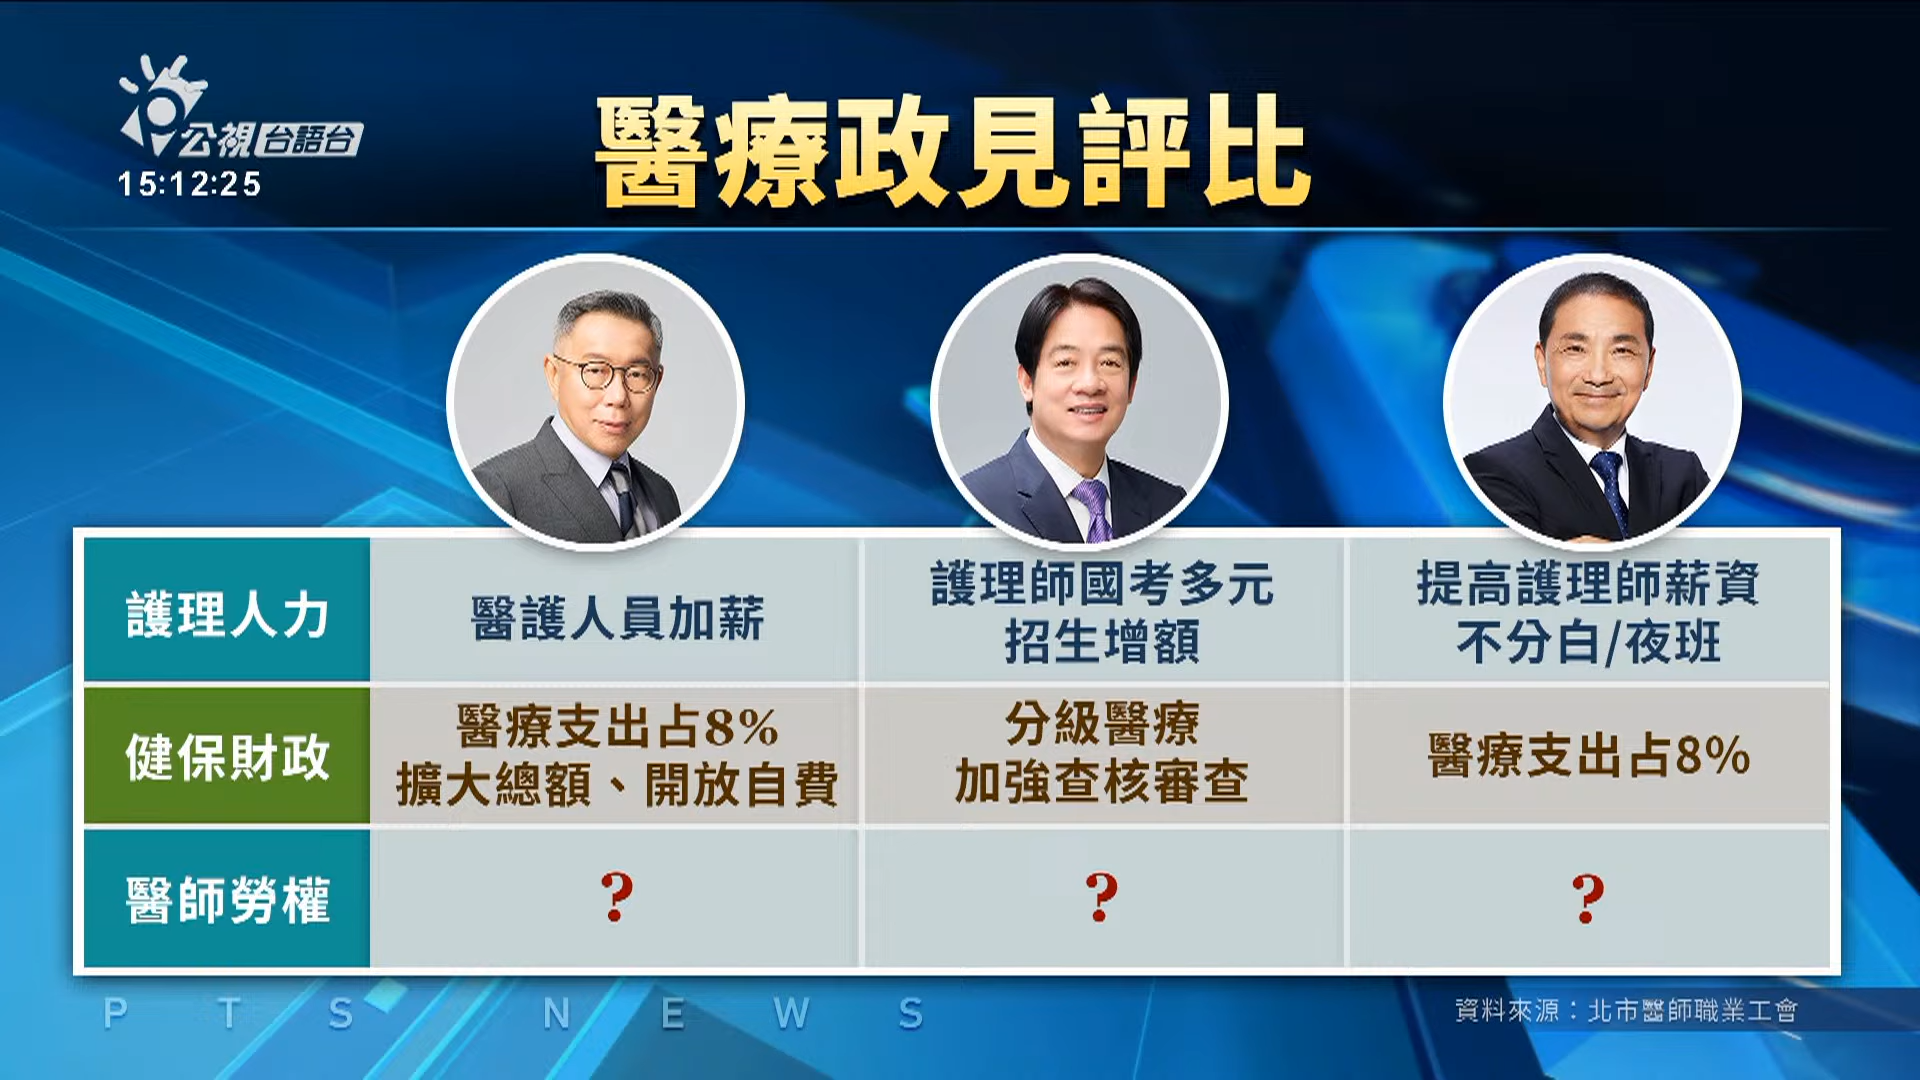 公視台語台
15:12:25
醫療政見評比
護理人力
醫護人員加薪
護理師國考多元
招生增額
提高護理師薪資
不分白/夜班
健保財政
醫療支出占8%
擴大總額、開放自費
分級醫療
加強查核審查
醫療支出占8%
醫師勞權
?
?
?
PTS NEWS
資料來源：北市醫師職業工會